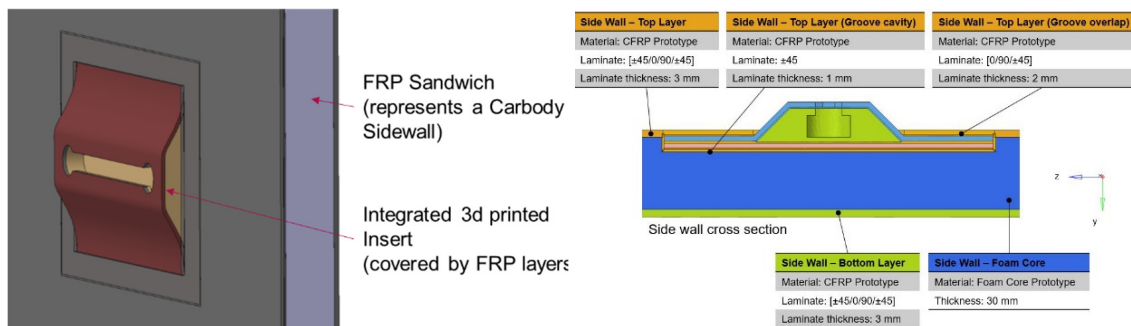 FRP Sandwich
(represents a Carbody
Sidewall)
Integrated 3d printed
Insert
(covered by FRP layers
Side Wall – Top Layer
Material: CFRP Prototype
Laminate: [±45/0/90/±45]
Laminate thickness: 3 mm
Side Wall – Top Layer (Groove cavity)
Material: CFRP Prototype
Laminate: ±45
Laminate thickness: 1 mm
Side Wall – Top Layer (Groove overlap)
Material: CFRP Prototype
Laminate: [0/90/±45]
Laminate thickness: 2 mm
z
y
Side wall cross section
Side Wall – Bottom Layer
Material: CFRP Prototype
Laminate: [±45/0/90/±45]
Laminate thickness: 3 mm
Side Wall – Foam Core
Material: Foam Core Prototype
Thickness: 30 mm